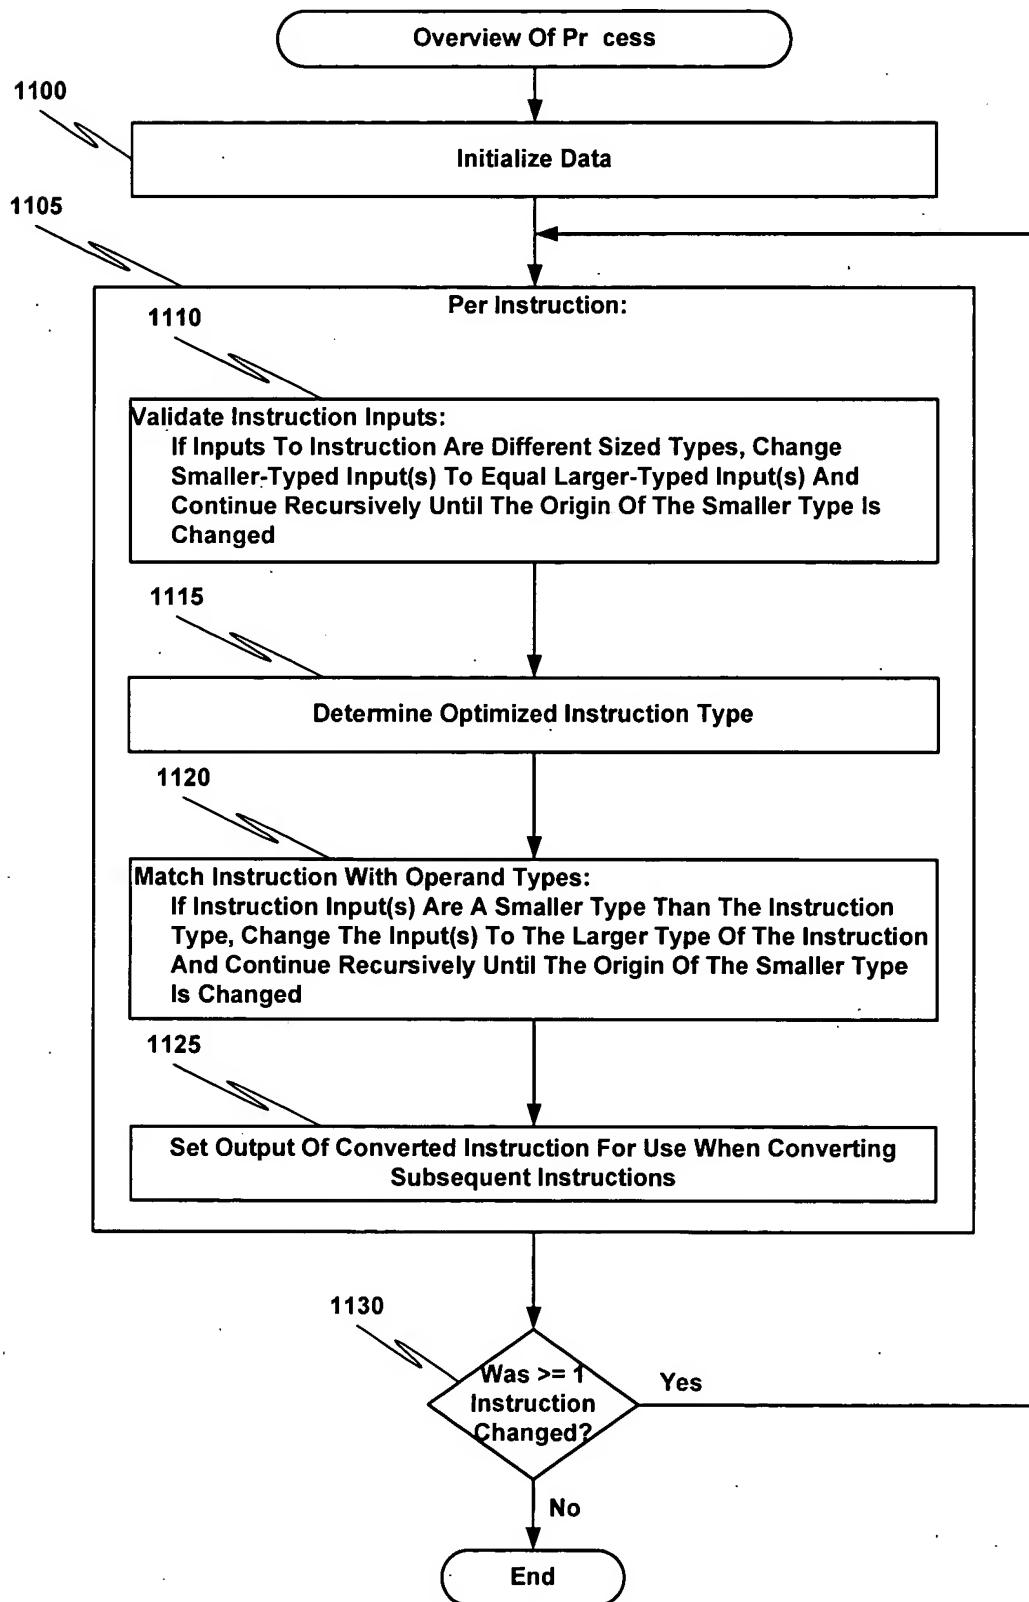 Overview Of Pr cess
1100
Initialize Data
1105
Per Instruction:
1110
Validate Instruction Inputs:
If Inputs To Instruction Are Different Sized Types, Change
Smaller-Typed Input(s) To Equal Larger-Typed Input(s) And
Continue Recursively Until The Origin Of The Smaller Type Is
Changed
1115
Determine Optimized Instruction Type
1120
Match Instruction With Operand Types:
If Instruction Input(s) Are A Smaller Type Than The Instruction
Type, Change The Input(s) To The Larger Type Of The Instruction
And Continue Recursively Until The Origin Of The Smaller Type
Is Changed
1125
Set Output Of Converted Instruction For Use When Converting
Subsequent Instructions
1130
Was >= 1
Instruction
Changed?
Yes
No
End